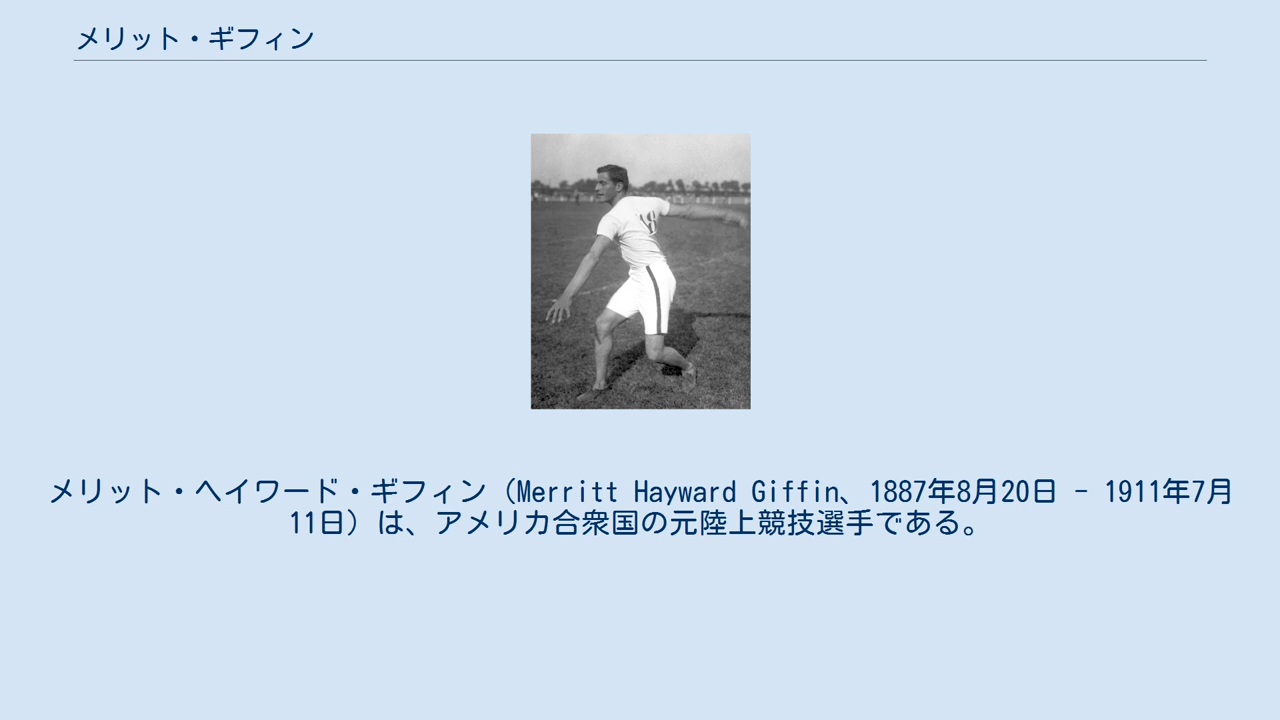 メリット・ギフィン
メリット・ヘイワード・ギフィン（Merritt Hayward Giffin、1887年8月20日 - 1911年7月
11日）は、アメリカ合衆国の元陸上競技選手である。